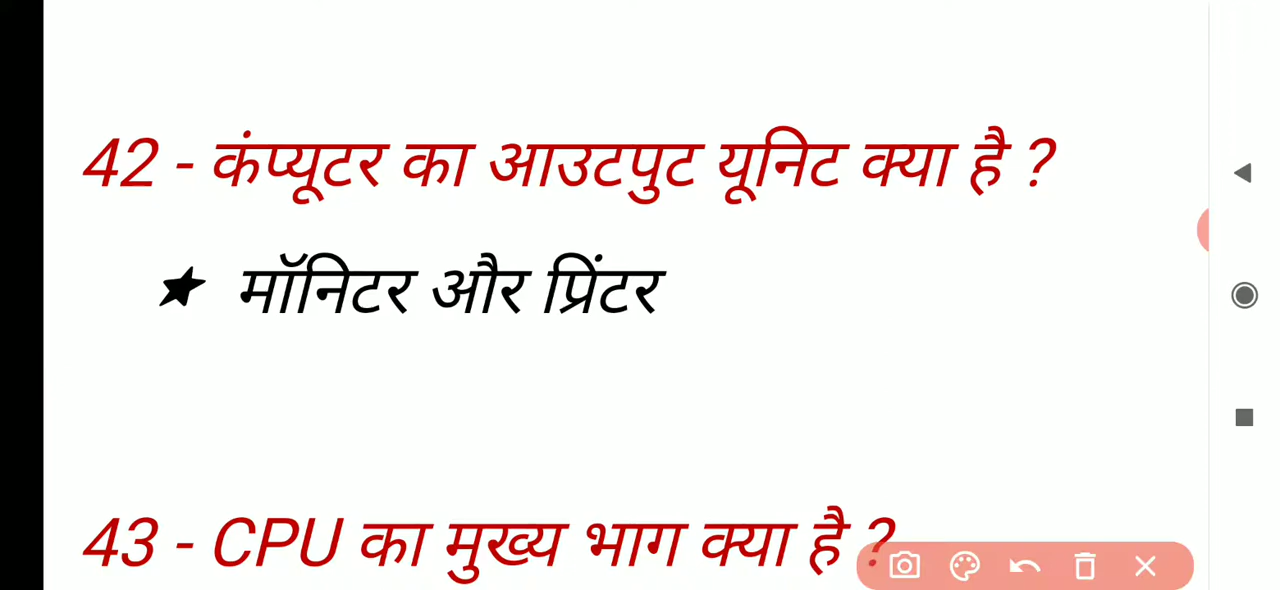 42 - कंप्यूटर का आउटपुट यूनिट क्या है ?
★ मॉनिटर और प्रिंटर
43 - CPU का मुख्य भाग क्या है ?